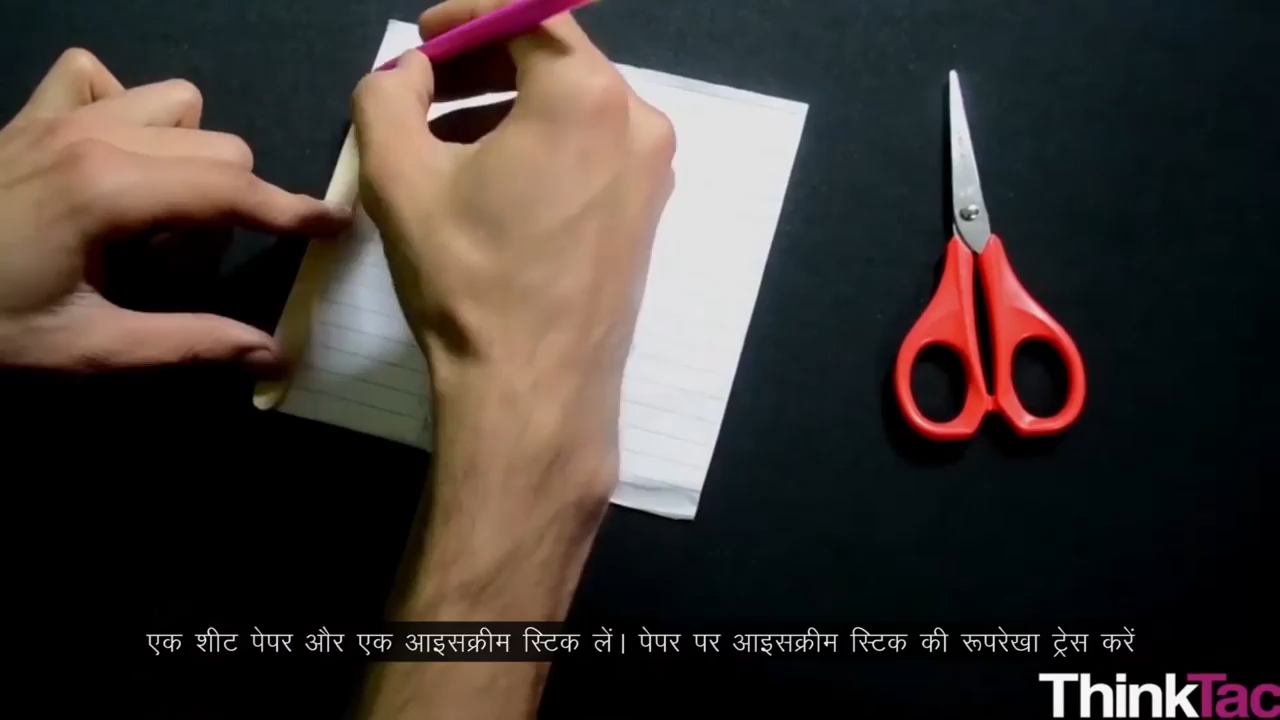 एक शीट पेपर और एक आइसक्रीम स्टिक लें। पेपर पर आइसक्रीम स्टिक की रूपरेखा ट्रेस करें
ThinkTac